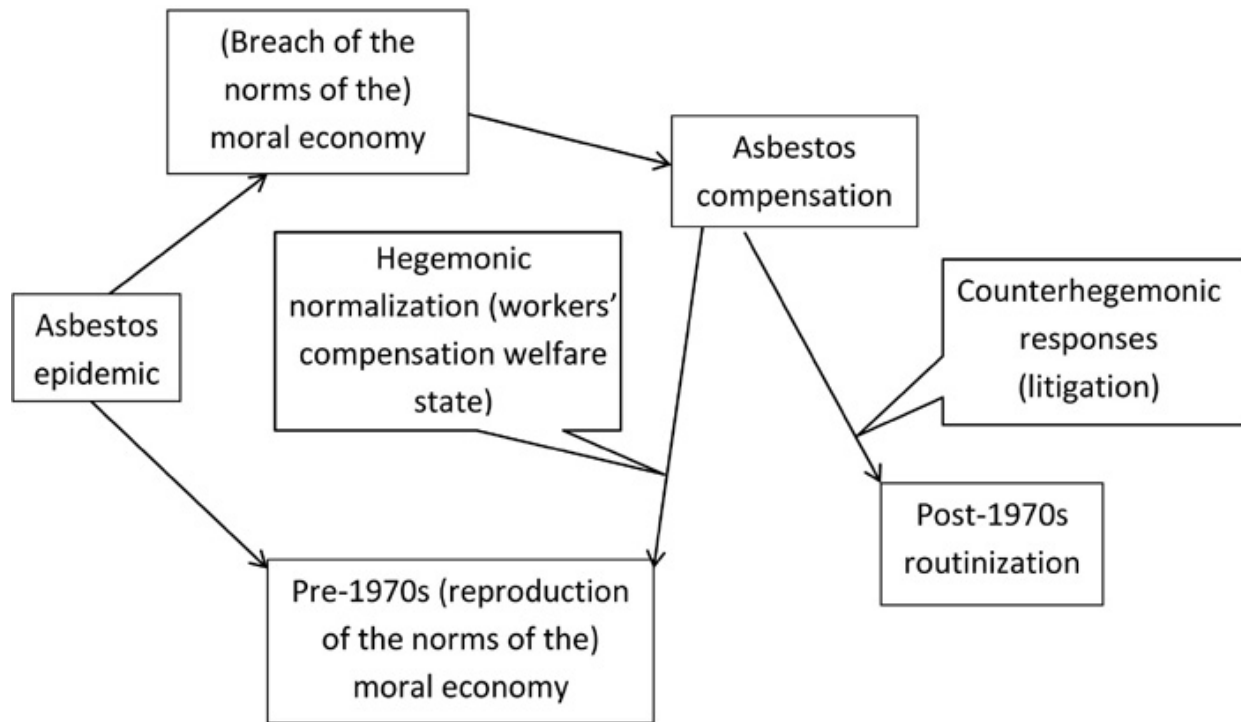 (Breach of the
norms of the)
moral economy
Asbestos
compensation
Hegemonic
normalization (workers’
compensation welfare
state)
Counterhegemonic
responses
(litigation)
Asbestos
epidemic
Post-1970s
routinization
Pre-1970s (reproduction
of the norms of the)
moral economy